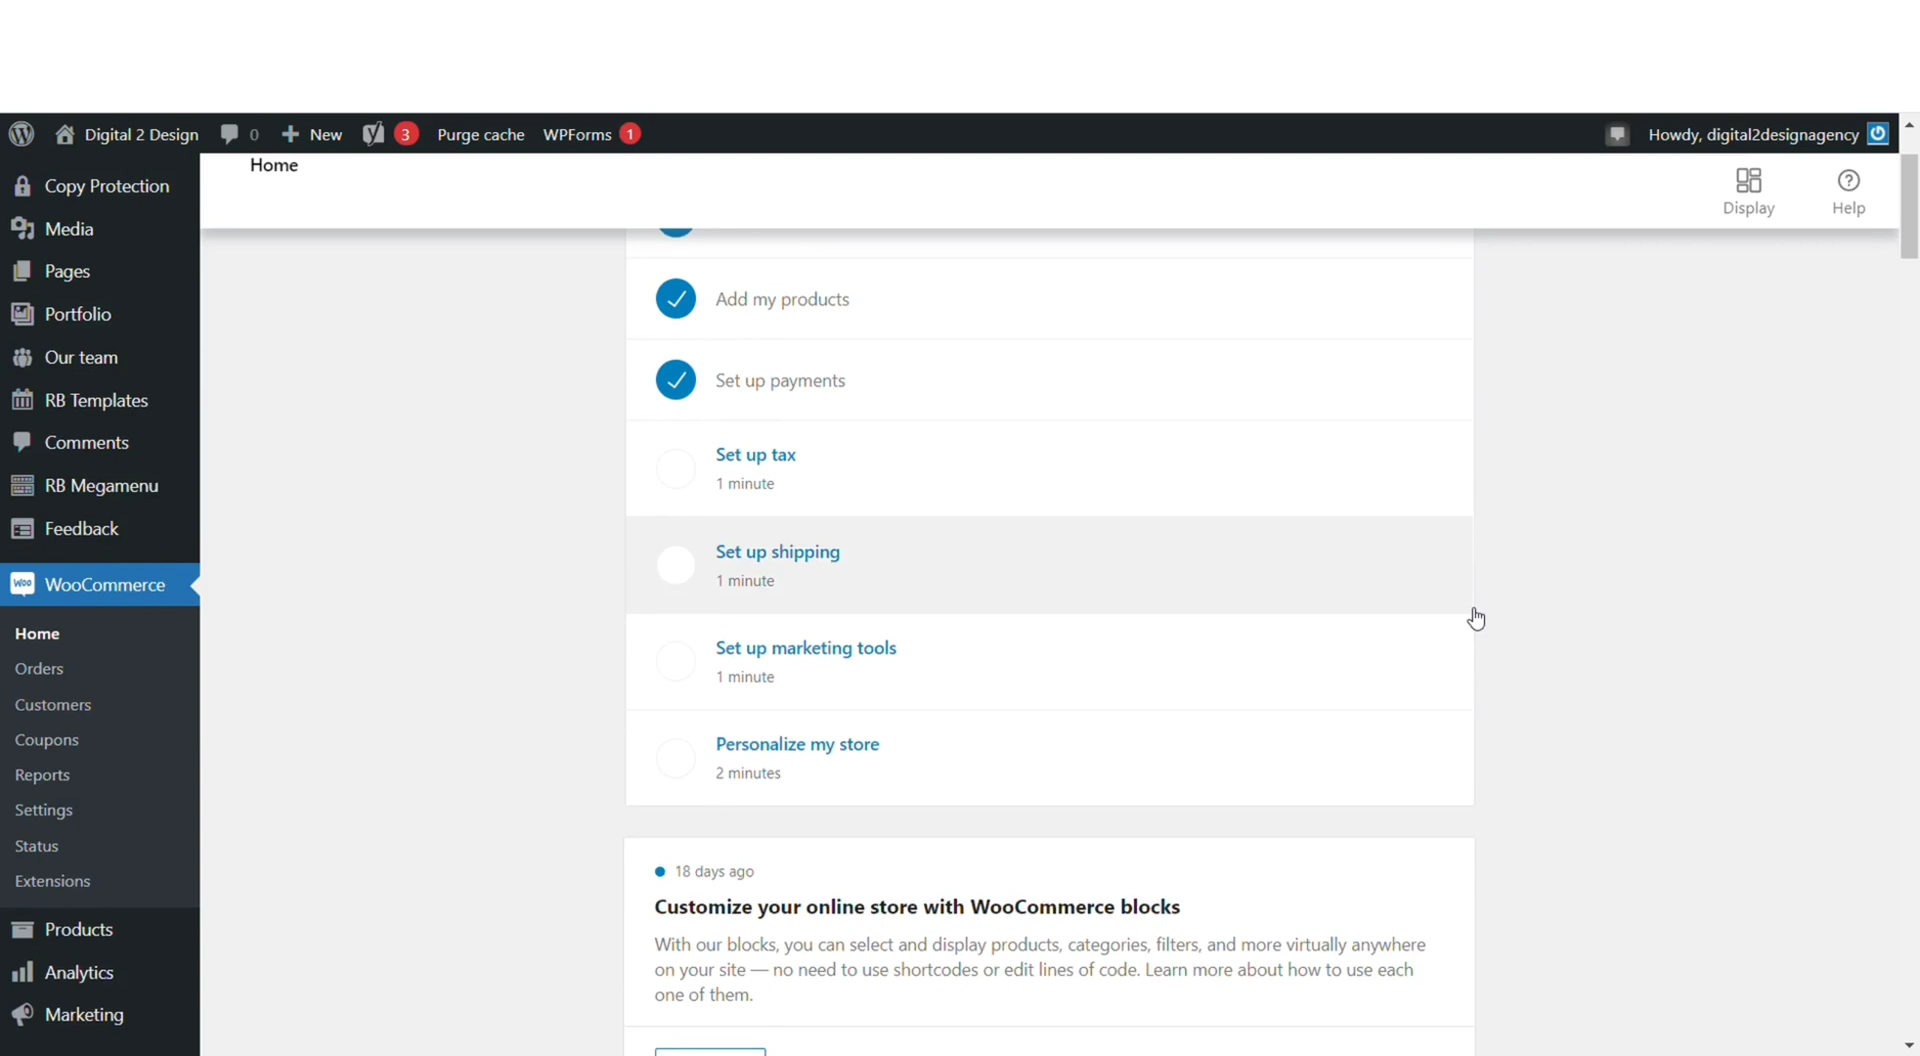 Digital 2 Design
0
New
3
Purge cache
WPForms
1
Howdy, digital2designagency
Home
Display
Help
Copy Protection
Media
Pages
Portfolio
Our team
RB Templates
Comments
RB Megamenu
Feedback
Woo WooCommerce
Home
Orders
Customers
Coupons
Reports
Settings
Status
Extensions
Products
Analytics
Marketing
Add my products
Set up payments
Set up tax
1 minute
Set up shipping
1 minute
Set up marketing tools
1 minute
Personalize my store
2 minutes
18 days ago
Customize your online store with WooCommerce blocks
With our blocks, you can select and display products, categories, filters, and more virtually anywhere
on your site — no need to use shortcodes or edit lines of code. Learn more about how to use each
one of them.